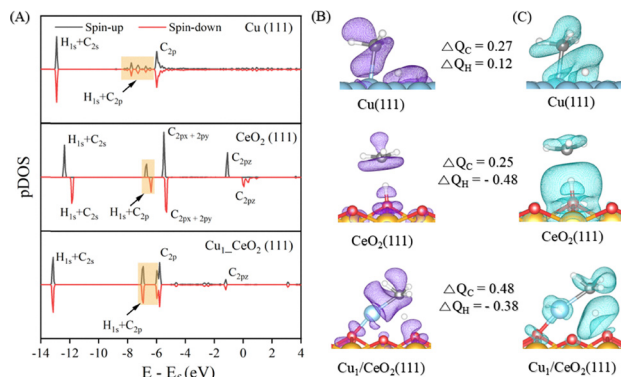 (A)
Spin-up
Spin-down
Cu (111)
H1s+C2s
C2p
H1s+C2p
CeO2 (111)
H1s+C2s
C2px + 2py
C2pz
H1s+C2p
H1s+C2s
C2px + 2py
C2pz
Cu1_CeO2 (111)
H1s+C2s
C2p
C2pz
H1s+C2p
pDOS
-14 -12 -10 -8 -6 -4 -2 0 2 4
E - Ef (eV)
(B)
△QC = 0.27
△QH = 0.12
Cu(111)
△QC = 0.25
△QH = - 0.48
CeO2(111)
△QC = 0.48
△QH = - 0.38
Cu1/CeO2(111)
(C)
Cu(111)
CeO2(111)
Cu1/CeO2(111)